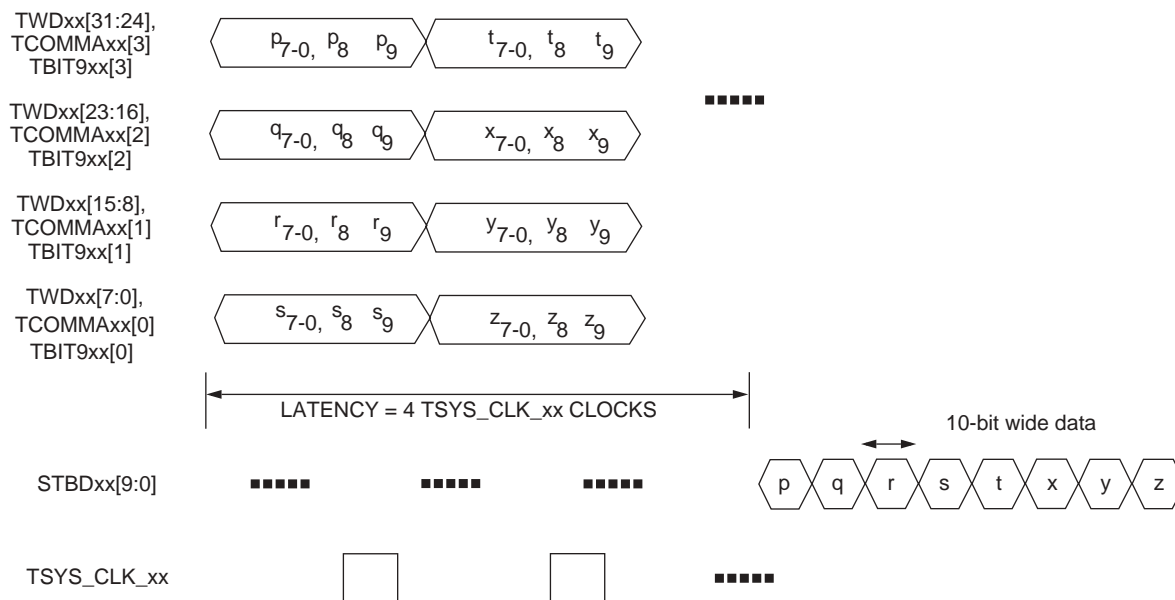 TWDxx[31:24],
TCOMMAxx[3]
TBIT9xx[3]
p7-0, p8 p9
t7-0, t8 t9
TWDxx[23:16],
TCOMMAxx[2]
TBIT9xx[2]
q7-0, q8 q9
x7-0, x8 x9
TWDxx[15:8],
TCOMMAxx[1]
TBIT9xx[1]
r7-0, r8 r9
y7-0, y8 y9
TWDxx[7:0],
TCOMMAxx[0]
TBIT9xx[0]
s7-0, s8 s9
z7-0, z8 z9
LATENCY = 4 TSYS_CLK_xx CLOCKS
10-bit wide data
STBDxx[9:0]
p q r s t x y z
TSYS_CLK_xx